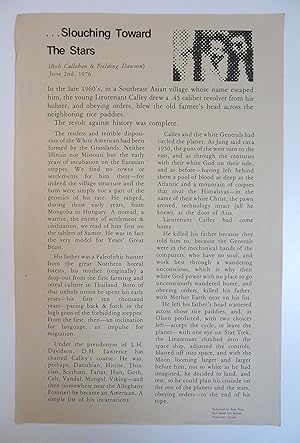 . . .Slouching Toward
The Stars
(Bob Callahan & Fielding Dawson)
June 2nd, 1976
In the late 1960's, in a Southeast Asian village whose name escaped
him, the young Lieutenant Calley drew a .45 caliber revolver from his
holster, and obeying orders, blew the old farmer's head across the
neighboring rice paddies.
The revolt against history was complete.
The restless and terrible disposi-
tion of the White American had been
formed by the Grasslands. Neither
Illinois nor Missouri but the early
years of incubation on the Eurasian
steppes. We find no towns or
settlements for him there—for
indeed the village structure and the
farm were simply not a part of the
genetics of his race. He ranged,
during those early years, from
Mongolia to Hungary. A nomad, a
warrior, the enemy of settlement &
civilization, we read of him first on
the tablets of Sumer. He was in fact
the very model for Years' Great
Beast.
His father was a Paleolithic hunter
from the great Northern boreal
forests, his mother (originally) a
drop-out from the fine farming and
cereal culture in Thailand. Born of
that unholy union he spent his early
years—his first ten thousand
years—pacing back & forth in the
high grass of the forbidding steppes.
From the first, then—an inclination
for language, an impulse for
migration.
Under the pseudonym of L.H.
Davidson, D.H. Lawrence has
charted Calley's course. He was,
perhaps, Danubian, Hittite, Thra-
cian, Scythian, Tartar, Hun, Goth,
Celt, Vandal, Mongol, Viking—and
then (somewhere near the Alleghany
Frontier) he became an American. A
simple list of his incarnations.
Calley and the white Generals had
circled the planet. As Jung said circa
1950, the guns of the west turn to the
east, and as through the centuries
with their white God on their side,
and as before—having left behind
them a pool of blood as deep as the
Atlantic and a mountain of corpses
that rival the Himalayas—in the
name of their white Christ, the pawn
arrived, technology intact (all he
knew), at the door of Asia.
Lieutenant Calley had come
home.
He killed his father because they
told him to, because the Generals
were in the mechanical hands of the
computers, who have no soul, and
work best through a wandering
unconscious, which is why their
white God power with no place to go
unconsciously wandered home, and
obeying orders, killed his father,
with Mother Earth next on his list.
He left his father's head scattered
across those rice paddies, and, as
Olson predicted, with two choices
left—accept the cycle, or leave the
planet—with one eye on Star Trek
the Lieutenant climbed into the
space ship, adjusted the controls,
blasted off into space, and with the
Moon looming larger and larger
before him, nor so white as he had
imagined, he decided to land, and
rest, so he could plan his crusade on
the rest of the planets and the stars,
obeying orders—to the end of his
rope.